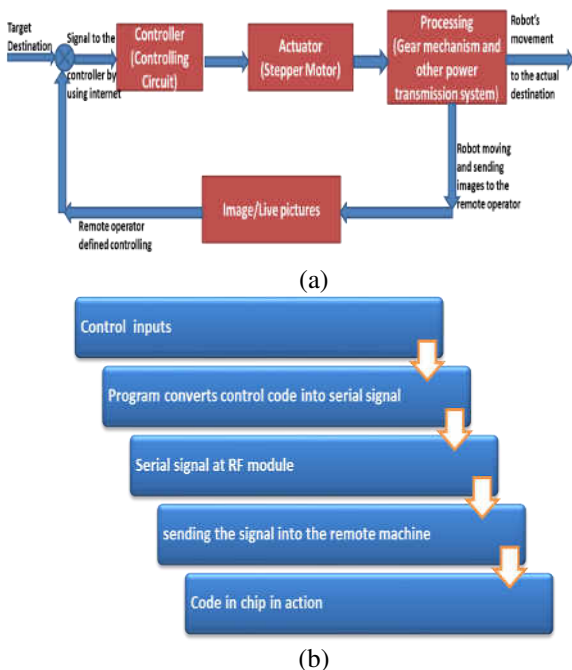 Target
Destination
Signal to the
controller by
using internet
Controller
(Controlling
Circuit)
Actuator
(Stepper Motor)
Processing
(Gear mechanism and
other power
transmission system)
Robot's
movement
to the actual
destination
Robot moving
and sending
images to the
remote operator
Image/Live pictures
Remote operator
defined controlling
(a)
Control inputs
Program converts control code into serial signal
Serial signal at RF module
sending the signal into the remote machine
Code in chip in action
(b)